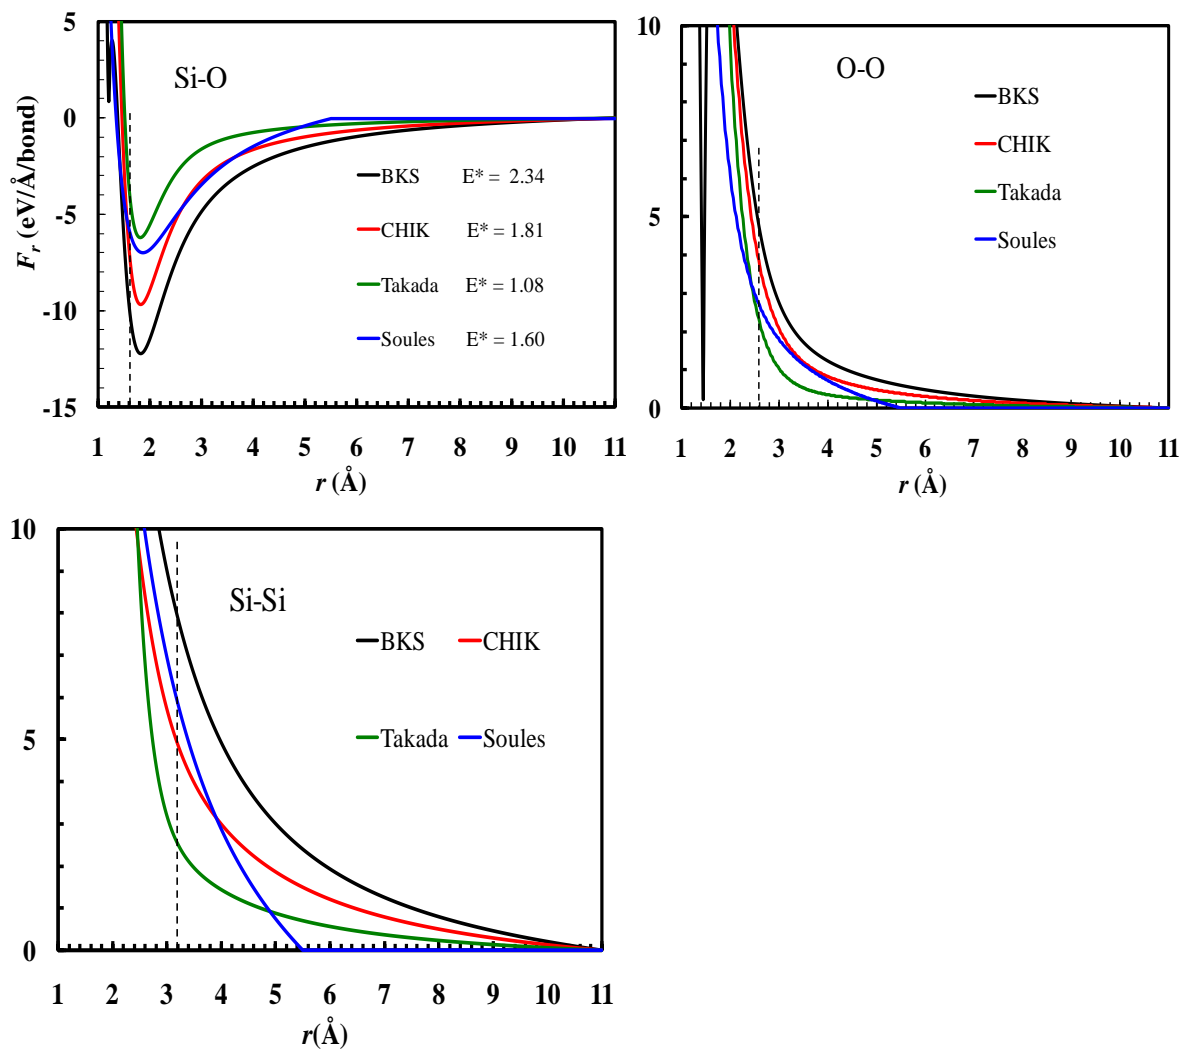 5
0
-5
-10
-15
F_r (eV/Å/bond)
Si-O
BKS E* = 2.34
CHIK E* = 1.81
Takada E* = 1.08
Soules E* = 1.60
1 2 3 4 5 6 7 8 9 10 11
r (Å)
10
5
0
O-O
BKS
CHIK
Takada
Soules
1 2 3 4 5 6 7 8 9 10 11
r (Å)
10
5
0
Si-Si
BKS CHIK
Takada Soules
1 2 3 4 5 6 7 8 9 10 11
r(Å)